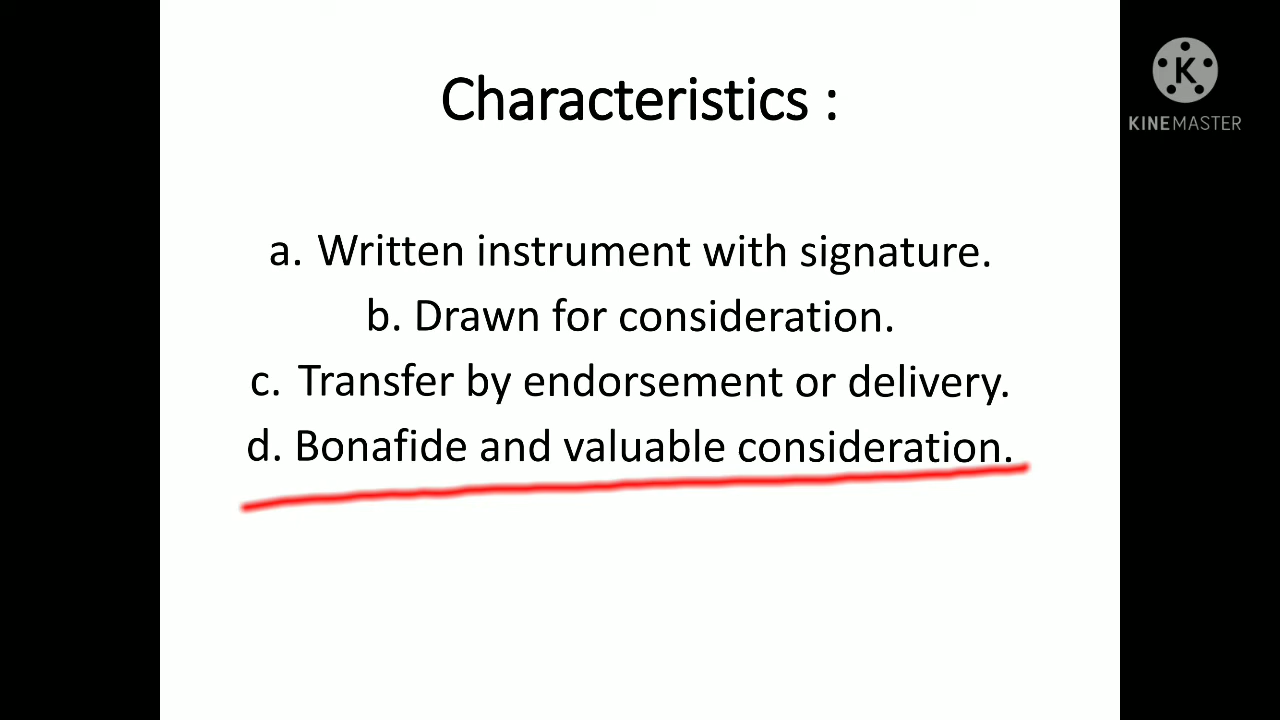 Characteristics :
K
KINEMASTER
a. Written instrument with signature.
b. Drawn for consideration.
c. Transfer by endorsement or delivery.
d. Bonafide and valuable consideration.